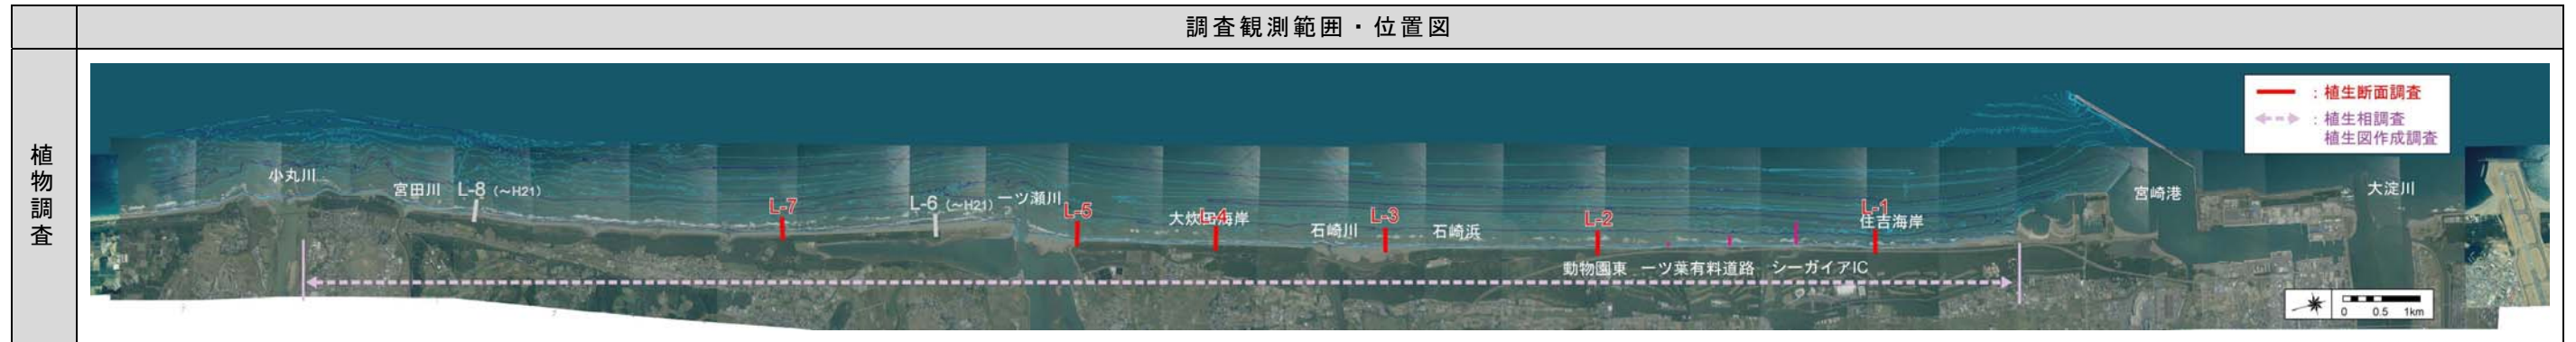 調査観測範囲・位置図
植物調査
:植生断面調査
:植生相調査
植生図作成調査
小丸川
宮田川
L-8(~H21)
L-7
L-6(~H21)
一ツ瀬川
L-5
大炊田海岸
L-4
石崎川
L-3
石崎浜
L-2
L-1
住吉海岸
宮崎港
大淀川
動物園東
一ツ葉有料道路
シーガイアIC
0 0.5 1km